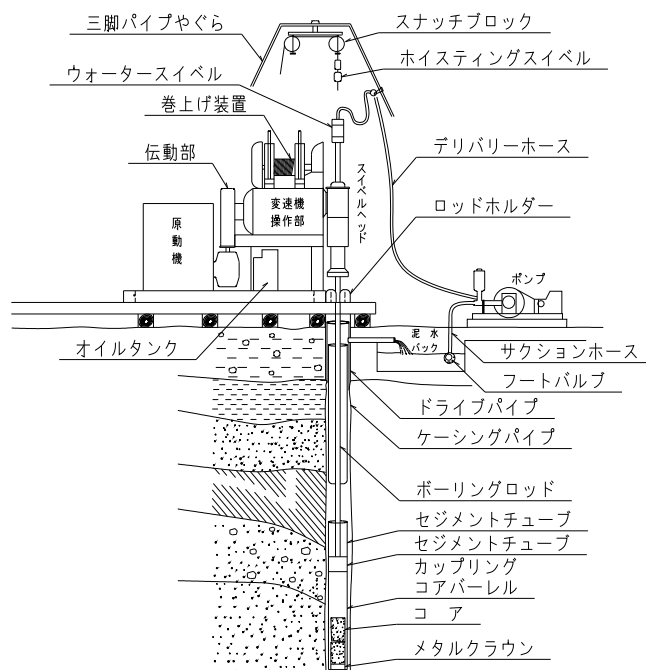 三脚パイプやぐら
スナッチブロック
ホイスティングスイベル
ウォータースイベル
巻上げ装置
伝動部
デリバリーホース
スイベルヘッド
変速機
操作部
ロッドホルダー
原動機
ポンプ
泥水
バック
オイルタンク
サクションホース
フートバルブ
ドライブパイプ
ケーシングパイプ
ボーリングロッド
セジメントチューブ
セジメントチューブ
カップリング
コアバーレル
コア
メタルクラウン